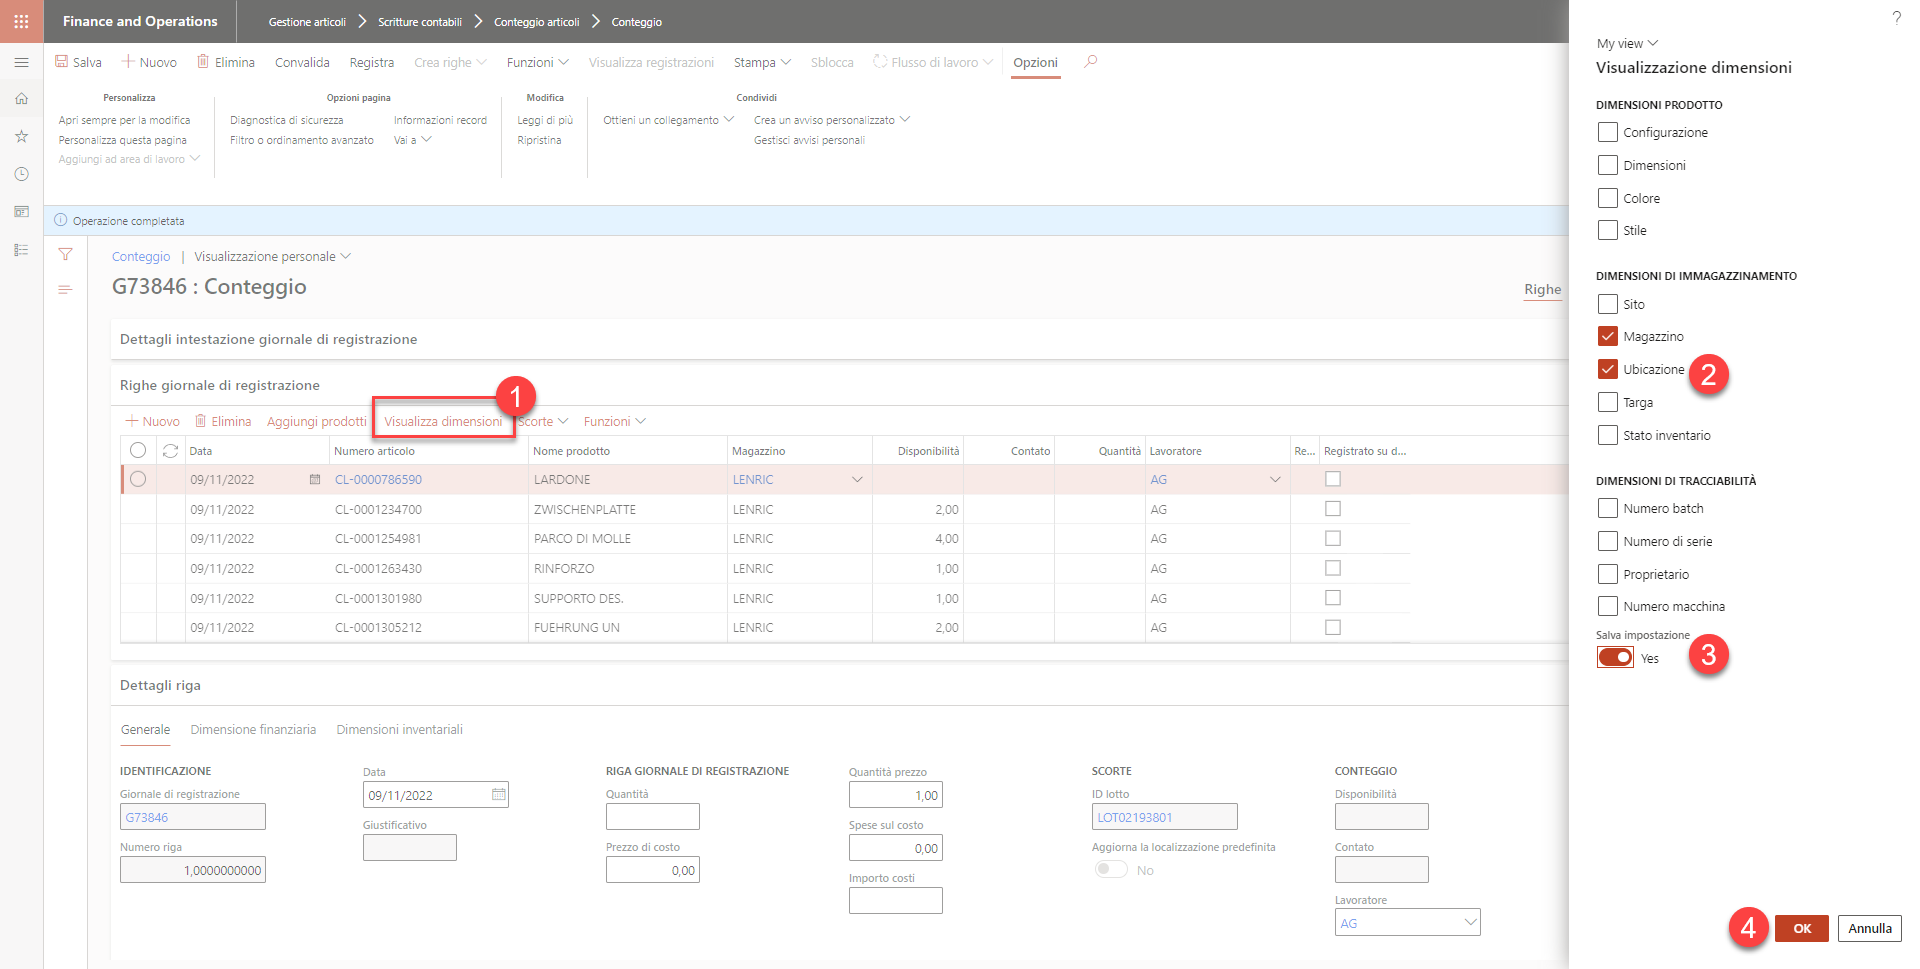 Finance and Operations
Gestione articoli > Scritture contabili > Conteggio articoli > Conteggio
?
Salva
Nuovo
Elimina
Convalida
Registra
Crea righe
Funzioni
Visualizza registrazioni
Stampa
Sblocca
Flusso di lavoro
Opzioni
Personalizza
Apri sempre per la modifica
Personalizza questa pagina
Aggiungi ad area di lavoro
Opzioni pagina
Diagnostica di sicurezza
Filtro o ordinamento avanzato
Informazioni record
Vai a
Modifica
Leggi di più
Ripristina
Condividi
Ottieni un collegamento
Crea un avviso personalizzato
Gestisci avvisi personali
Operazione completata
Conteggio | Visualizzazione personale
G73846 : Conteggio
Righe
Dettagli intestazione giornale di registrazione
Righe giornale di registrazione
1
Nuovo
Elimina
Aggiungi prodotti
Visualizza dimensioni
Scorte
Funzioni
Data Numero articolo Nome prodotto Magazzino Disponibilità Contato Quantità Lavoratore Re... Registrato su d...
09/11/2022 CL-0000786590 LARDONE LENRIC AG
09/11/2022 CL-0001234700 ZWISCHENPLATTE LENRIC 2,00 AG
09/11/2022 CL-0001254981 PARCO DI MOLLE LENRIC 4,00 AG
09/11/2022 CL-0001263430 RINFORZO LENRIC 1,00 AG
09/11/2022 CL-0001301980 SUPPORTO DES. LENRIC 1,00 AG
09/11/2022 CL-0001305212 FUEHRUNG UN LENRIC 2,00 AG
Dettagli riga
Generale
Dimensione finanziaria
Dimensioni inventariali
IDENTIFICAZIONE
Giornale di registrazione
G73846
Numero riga
1,0000000000
Data
09/11/2022
Giustificativo
RIGA GIORNALE DI REGISTRAZIONE
Quantità
Prezzo di costo
0,00
Quantità prezzo
1,00
Spese sul costo
0,00
Importo costi
SCORTE
ID lotto
LOT02193801
Aggiorna la localizzazione predefinita
No
CONTEGGIO
Disponibilità
Contato
Lavoratore
AG
My view
Visualizzazione dimensioni
DIMENSIONI PRODOTTO
Configurazione
Dimensioni
Colore
Stile
DIMENSIONI DI IMMAGAZZINAMENTO
Sito
Magazzino
Ubicazione
2
Targa
Stato inventario
DIMENSIONI DI TRACCIABILITÀ
Numero batch
Numero di serie
Proprietario
Numero macchina
Salva impostazione
Yes
3
4
OK
Annulla